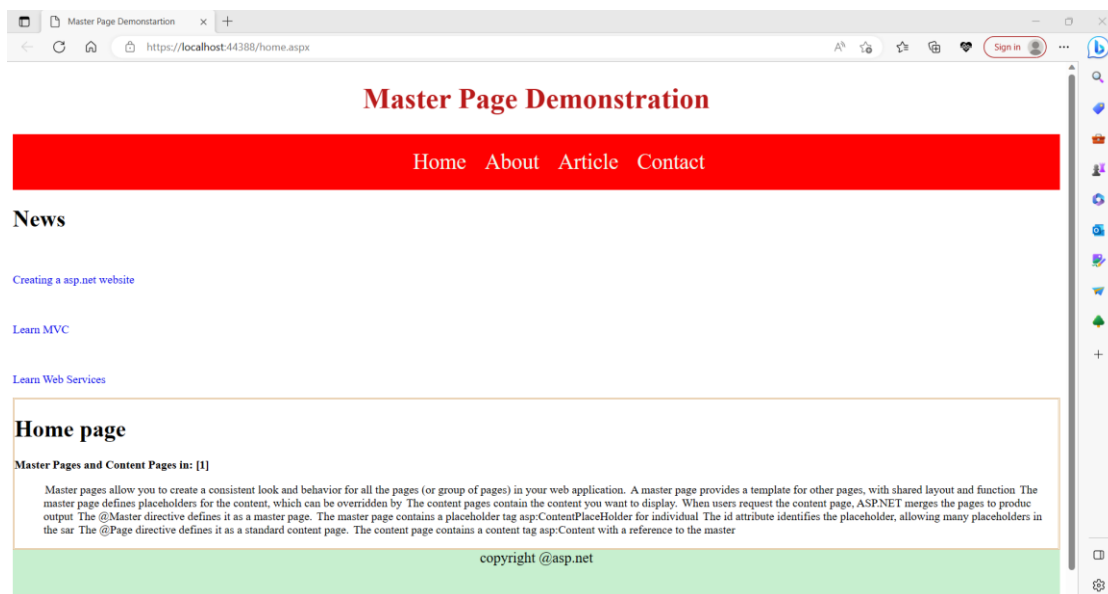 Master Page Demonstartion
https://localhost:44388/home.aspx
Sign in
Master Page Demonstration
Home About Article Contact
News
Creating a asp.net website
Learn MVC
Learn Web Services
Home page
Master Pages and Content Pages in: [1]
Master pages allow you to create a consistent look and behavior for all the pages (or group of pages) in your web application. A master page provides a template for other pages, with shared layout and function The
master page defines placeholders for the content, which can be overridden by The content pages contain the content you want to display. When users request the content page, ASP.NET merges the pages to produc
output The @Master directive defines it as a master page. The master page contains a placeholder tag asp:ContentPlaceHolder for individual The id attribute identifies the placeholder, allowing many placeholders in
the sar The @Page directive defines it as a standard content page. The content page contains a content tag asp:Content with a reference to the master
copyright @asp.net